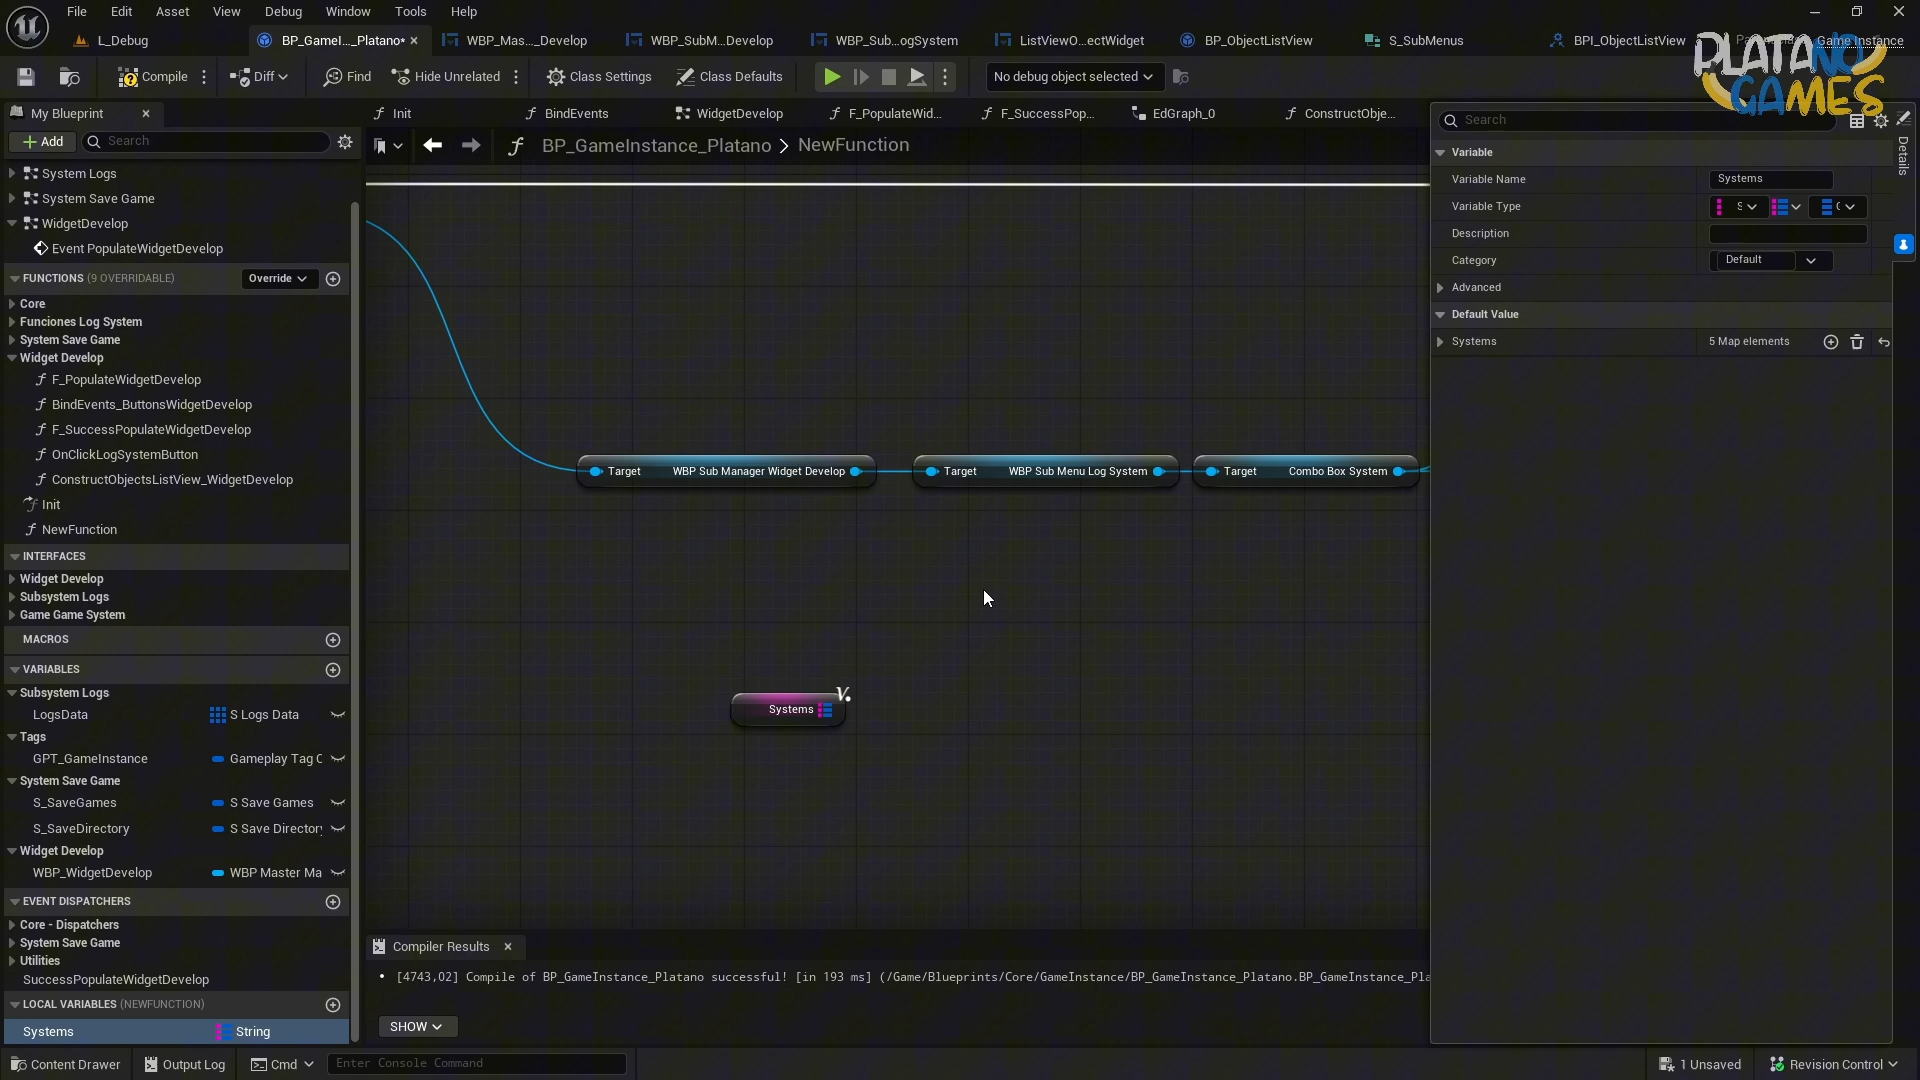 File Edit Asset View Debug Window Tools Help
L_Debug
BP_GameI..._Platano*
WBP_Mas..._Develop
WBP_SubM...Develop
WBP_Sub...ogSystem
ListViewO...ectWidget
BP_ObjectListView
S_SubMenus
BPI_ObjectListView
Game Instance
PLATANO
GAMES
Compile
Diff
Find
Hide Unrelated
Class Settings
Class Defaults
No debug object selected
My Blueprint
Init
BindEvents
WidgetDevelop
F_PopulateWid...
F_SuccessPop...
EdGraph_0
ConstructObje...
Add
Search
BP_GameInstance_Platano > NewFunction
System Logs
System Save Game
WidgetDevelop
Event PopulateWidgetDevelop
FUNCTIONS (9 OVERRIDABLE)
Override
Core
Funciones Log System
System Save Game
Widget Develop
F_PopulateWidgetDevelop
BindEvents_ButtonsWidgetDevelop
F_SuccessPopulateWidgetDevelop
OnClickLogSystemButton
ConstructObjectsListView_WidgetDevelop
Init
NewFunction
INTERFACES
Widget Develop
Subsystem Logs
Game Game System
MACROS
VARIABLES
Subsystem Logs
LogsData S Logs Data
Tags
GPT_GameInstance Gameplay Tag C
System Save Game
S_SaveGames S Save Games
S_SaveDirectory S Save Directory
Widget Develop
WBP_WidgetDevelop WBP Master Ma
EVENT DISPATCHERS
Core - Dispatchers
System Save Game
Utilities
SuccessPopulateWidgetDevelop
LOCAL VARIABLES (NEWFUNCTION)
Systems String
Target WBP Sub Manager Widget Develop
Target WBP Sub Menu Log System
Target Combo Box System
Systems
V.
Compiler Results
• [4743,02] Compile of BP_GameInstance_Platano successful! [in 193 ms] (/Game/Blueprints/Core/GameInstance/BP_GameInstance_Platano.BP_GameInstance_Pla
SHOW
Search
Details
Variable
Variable Name Systems
Variable Type S
Description
Category Default
Advanced
Default Value
Systems 5 Map elements
Content Drawer
Output Log
Cmd
Enter Console Command
1 Unsaved
Revision Control